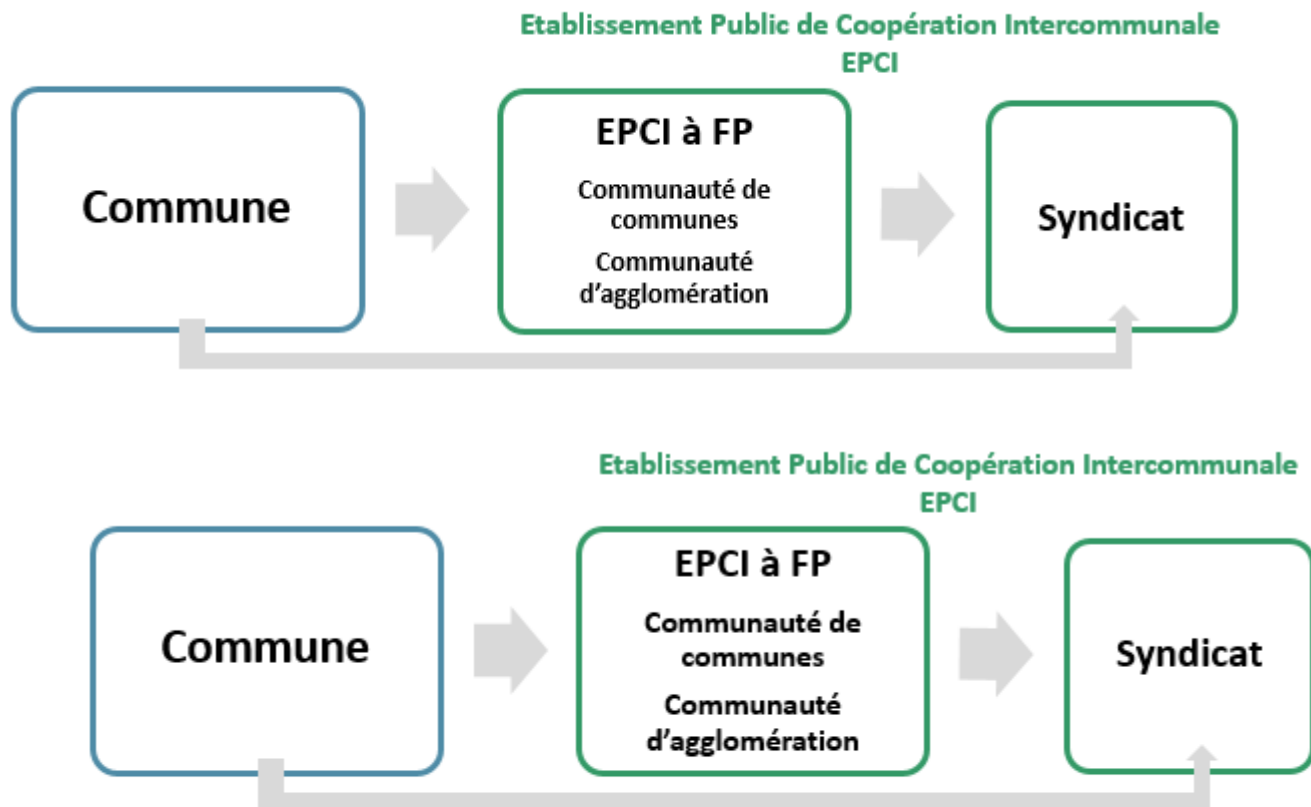 Etablissement Public de Coopération Intercommunale
EPCI
Commune
EPCI à FP
Communauté de
communes
Communauté
d’agglomération
Syndicat
Etablissement Public de Coopération Intercommunale
EPCI
Commune
EPCI à FP
Communauté de
communes
Communauté
d’agglomération
Syndicat